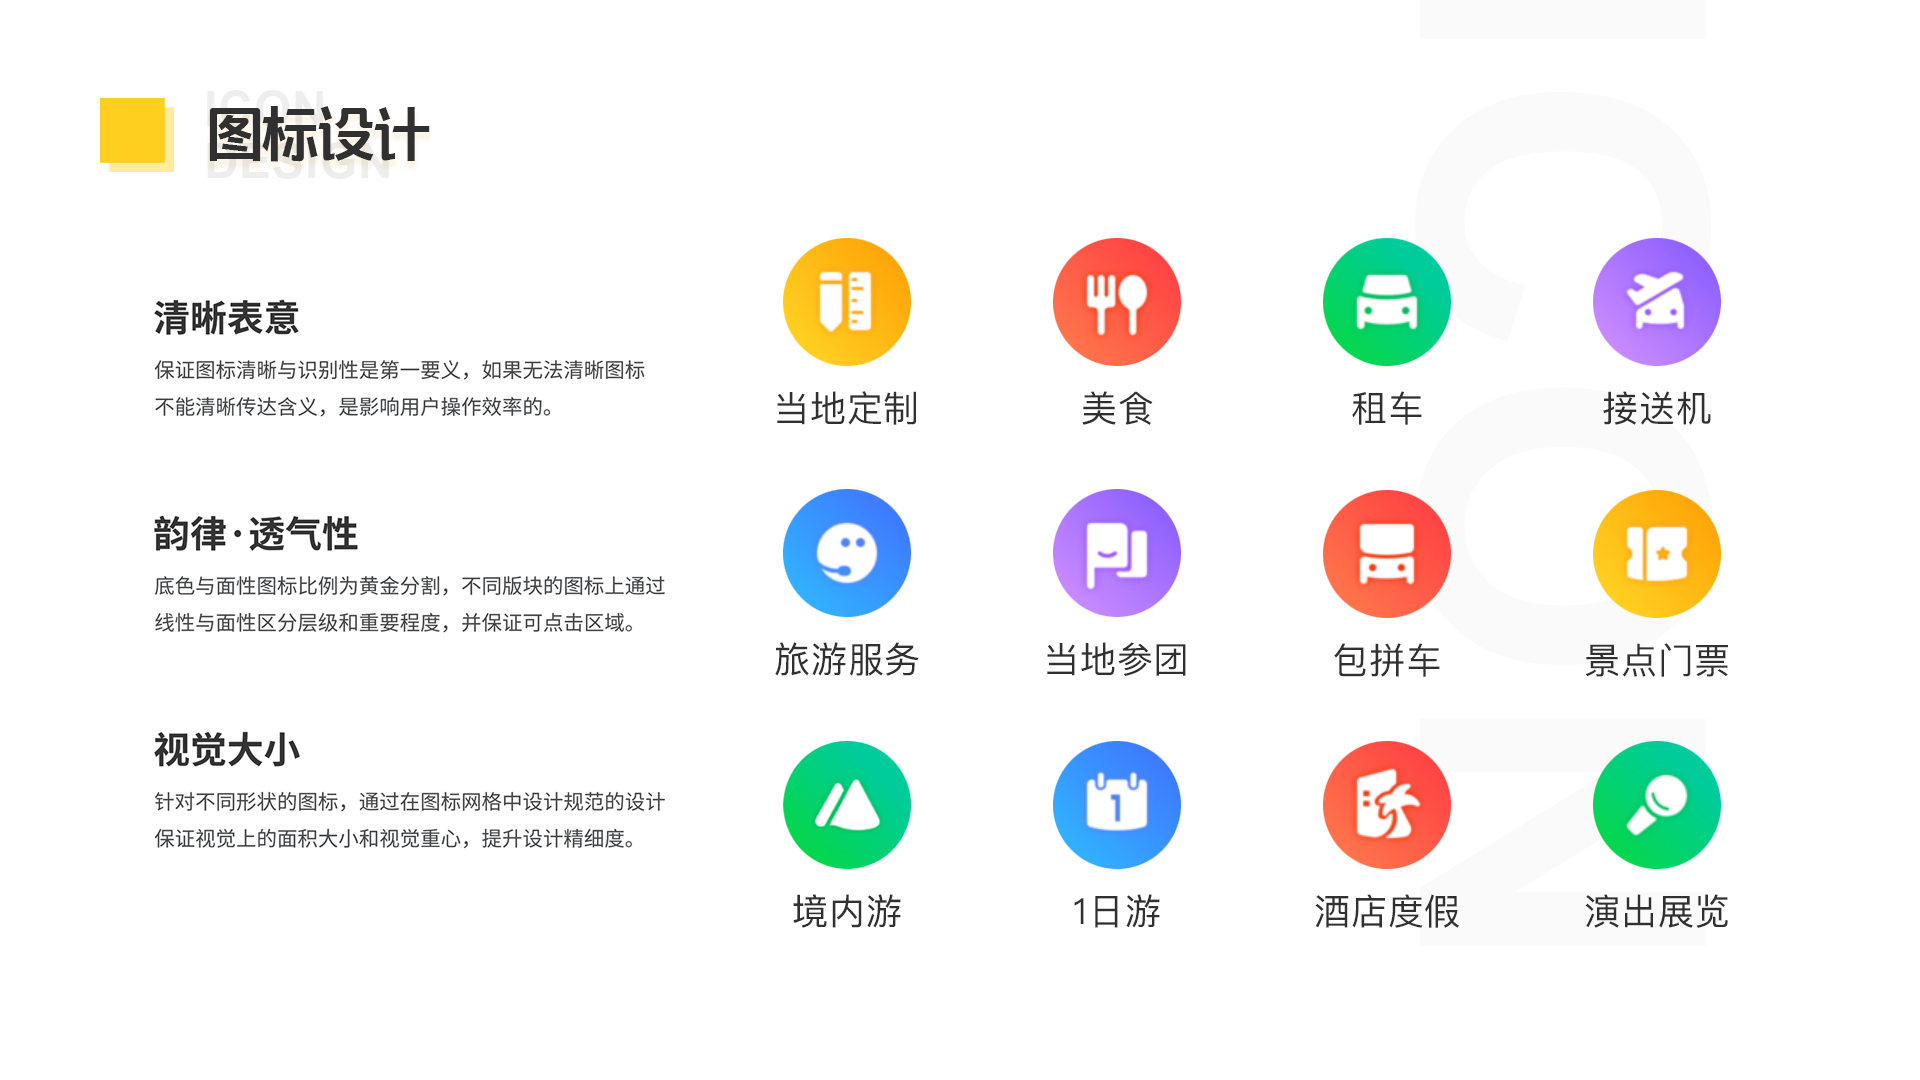 ICON
图标设计
DESIGN
清晰表意
保证图标清晰与识别性是第一要义，如果无法清晰图标
不能清晰传达含义，是影响用户操作效率的。
韵律·透气性
底色与面性图标比例为黄金分割，不同版块的图标上通过
线性与面性区分层级和重要程度，并保证可点击区域。
视觉大小
针对不同形状的图标，通过在图标网格中设计规范的设计
保证视觉上的面积大小和视觉重心，提升设计精细度。
当地定制
美食
租车
接送机
旅游服务
当地参团
包拼车
景点门票
1
境内游
1日游
酒店度假
演出展览
ICON